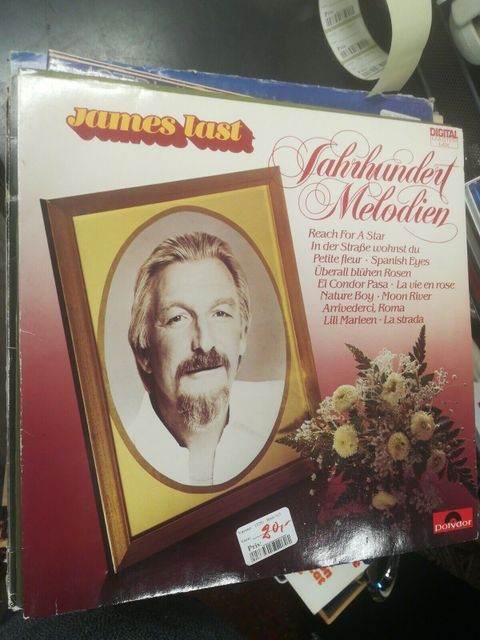 james last
DIGITAL
Jahrhundert
Melodien
Reach For A Star
In der Straße wohnst du
Petite fleur · Spanish Eyes
Überall blühen Rosen
El Condor Pasa · La vie en rose
Nature Boy · Moon River
Arrivederci, Roma
Lili Marleen · La strada
20,-
Pris:
Polydor